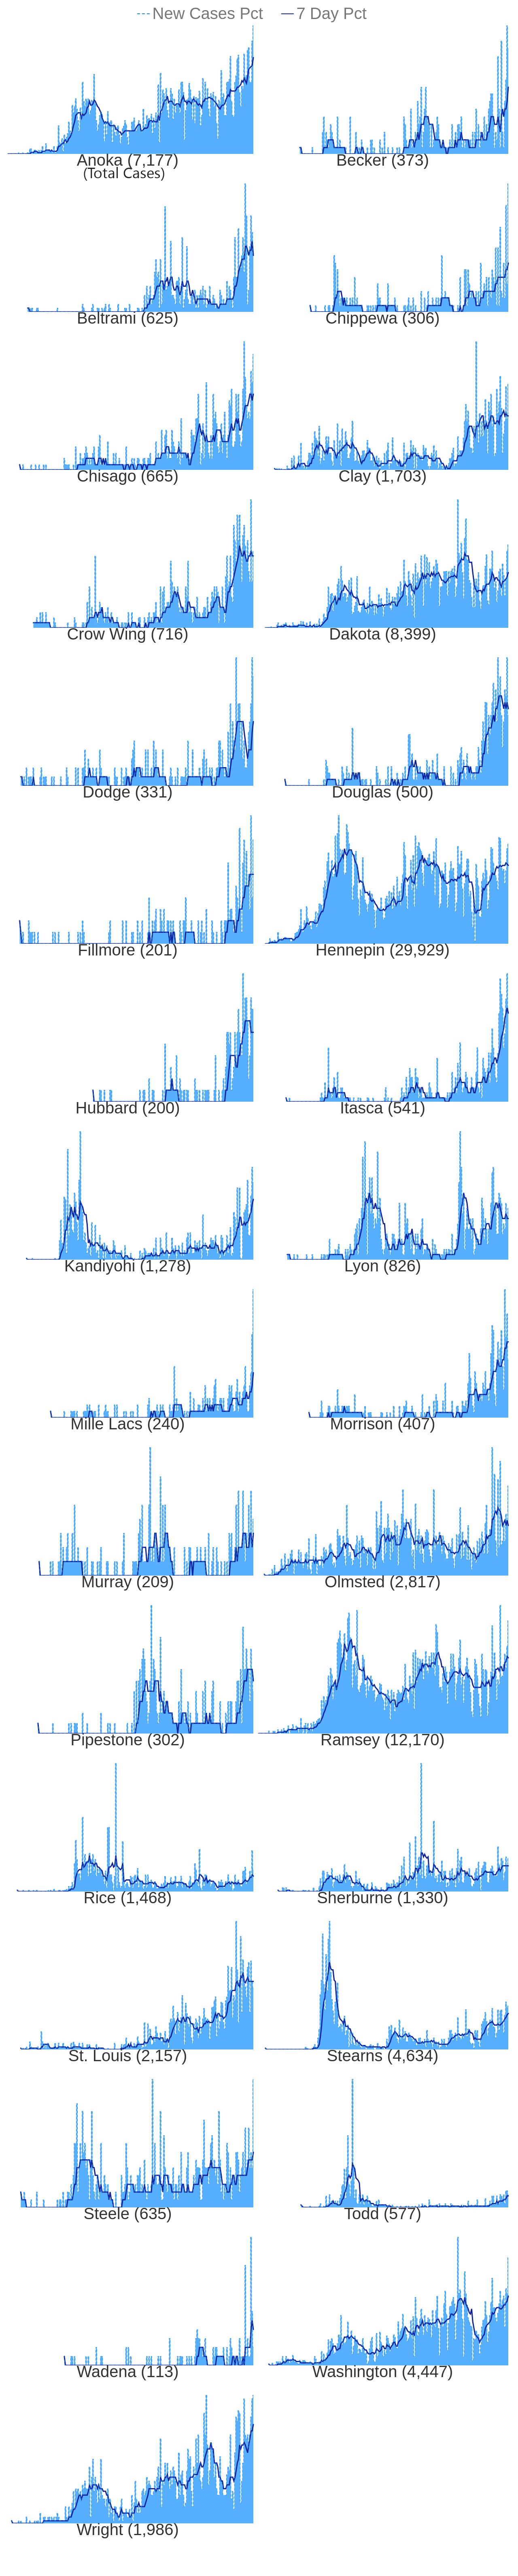 New Cases Pct 7 Day Pct
Anoka (7,177) Becker (373)
(Total Cases)
Beltrami (625) Chippewa (306)
Chisago (665) Clay (1,703)
Crow Wing (716) Dakota (8,399)
Dodge (331) Douglas (500)
Fillmore (201) Hennepin (29,929)
Hubbard (200) Itasca (541)
Kandiyohi (1,278) Lyon (826)
Mille Lacs (240) Morrison (407)
Murray (209) Olmsted (2,817)
Pipestone (302) Ramsey (12,170)
Rice (1,468) Sherburne (1,330)
St. Louis (2,157) Stearns (4,634)
Steele (635) Todd (577)
Wadena (113) Washington (4,447)
Wright (1,986)